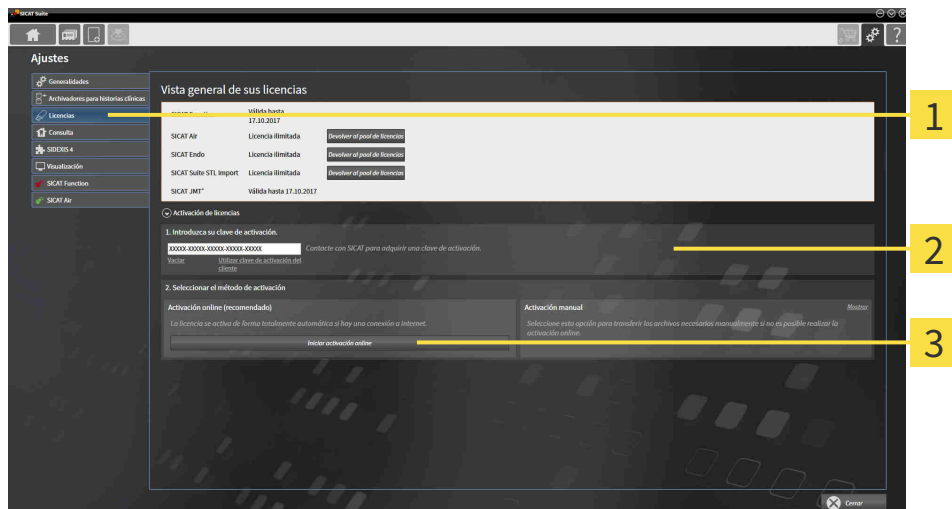 SICAT Suite
Ajustes
Generalidades
Archivadores para historias clínicas
Licencias
Consulta
SIDEXIS 4
Visualización
SICAT Function
SICAT Air
Vista general de sus licencias
Válida hasta
17.10.2017
SICAT Air Licencia ilimitada Devolver al pool de licencias
SICAT Endo Licencia ilimitada Devolver al pool de licencias
SICAT Suite STL Import Licencia ilimitada Devolver al pool de licencias
SICAT JMT⁺ Válida hasta 17.10.2017
Activación de licencias
1. Introduzca su clave de activación.
XXXXX-XXXXX-XXXXX-XXXXX-XXXXX Contacte con SICAT para adquirir una clave de activación.
Vaciar Utilizar clave de activación del
cliente
2. Seleccionar el método de activación
Activación online (recomendado)
La licencia se activa de forma totalmente automática si hay una conexión a Internet.
Iniciar activación online
Activación manual Mostrar
Seleccione esta opción para transferir los archivos necesarios manualmente si no es posible realizar la
activación online.
Cerrar
?
1
2
3